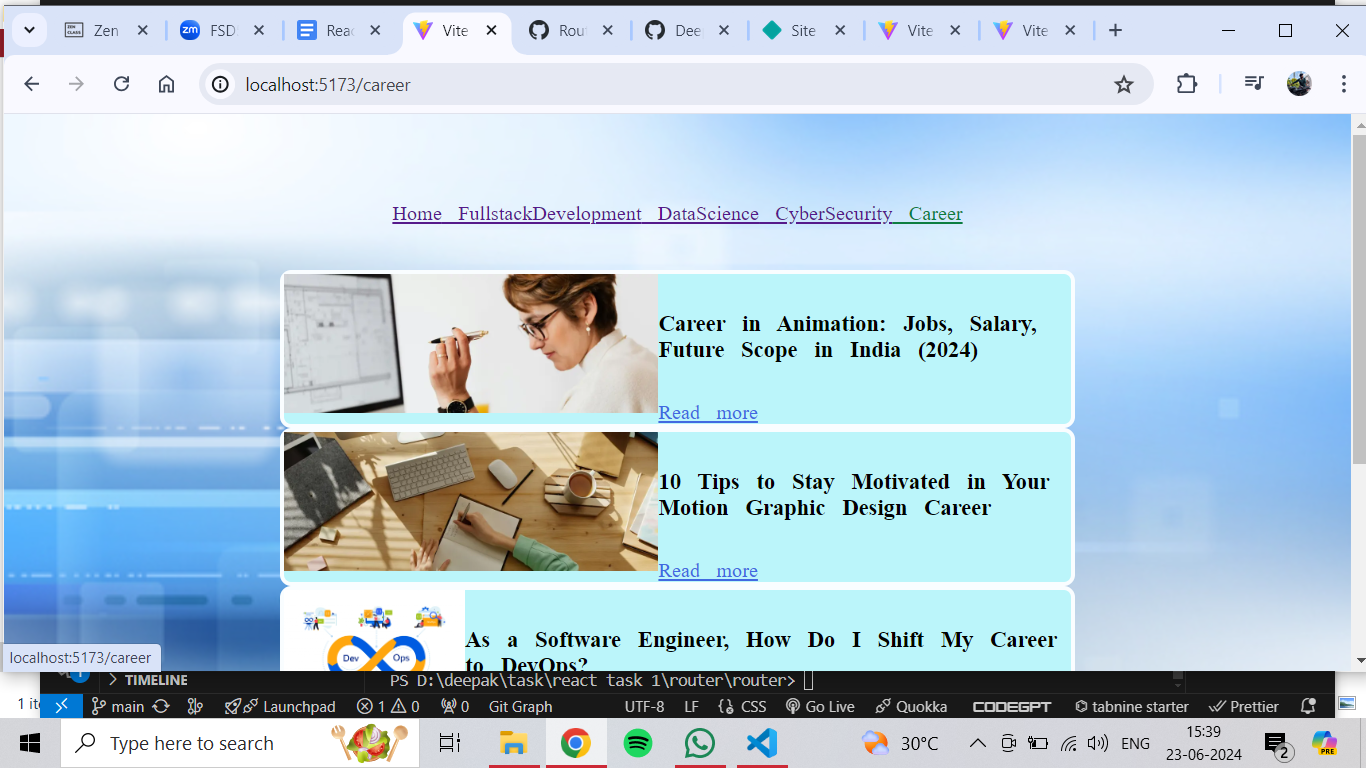 Zen
FSD
Reac
Vite
Rou
Dee
Site
Vite
Vite
localhost:5173/career
Home FullstackDevelopment DataScience CyberSecurity Career
Career in Animation: Jobs, Salary,
Future Scope in India (2024)
Read more
10 Tips to Stay Motivated in Your
Motion Graphic Design Career
Read more
Dev Ops
As a Software Engineer, How Do I Shift My Career
to DevOps?
localhost:5173/career
TIMELINE
PS D:\deepak\task\react task 1\router\router>
1 ite
main
Launchpad
1 0
0
Git Graph
UTF-8
LF
CSS
Go Live
Quokka
CODEGPT
tabnine starter
Prettier
Type here to search
30°C
ENG
15:39
23-06-2024
2
PRE